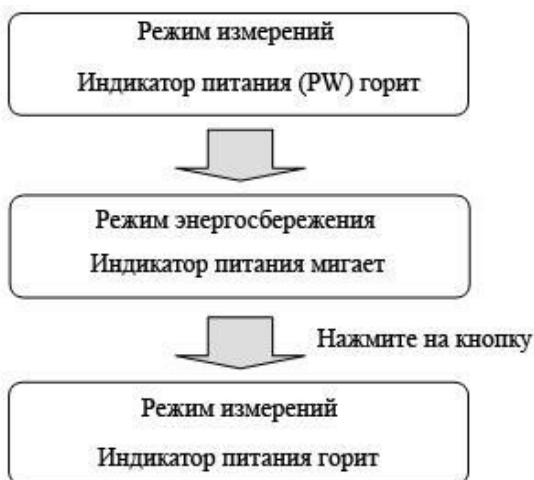 Режим измерений
Индикатор питания (PW) горит
Режим энергосбережения
Индикатор питания мигает
Нажмите на кнопку
Режим измерений
Индикатор питания горит